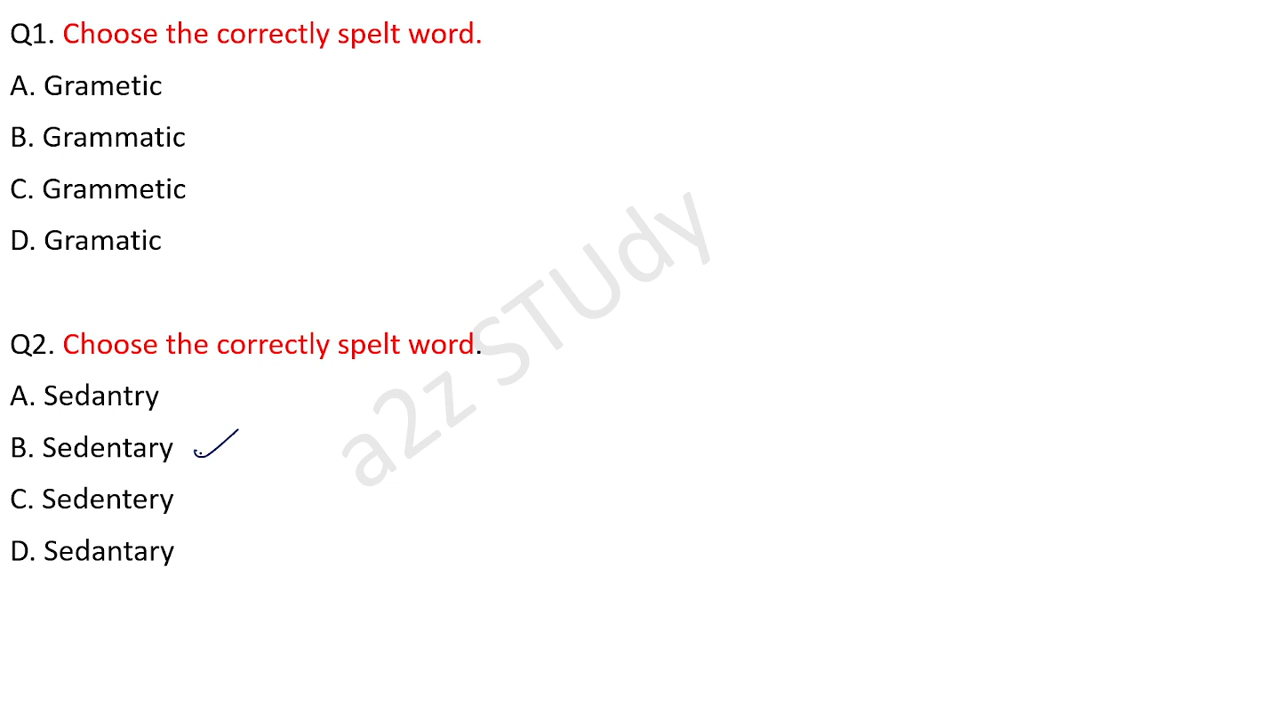 Q1. Choose the correctly spelt word.
A. Grametic
B. Grammatic
C. Grammetic
D. Gramatic
Q2. Choose the correctly spelt word.
A. Sedantry
B. Sedentary
C. Sedentery
D. Sedantary
a2z STUdy